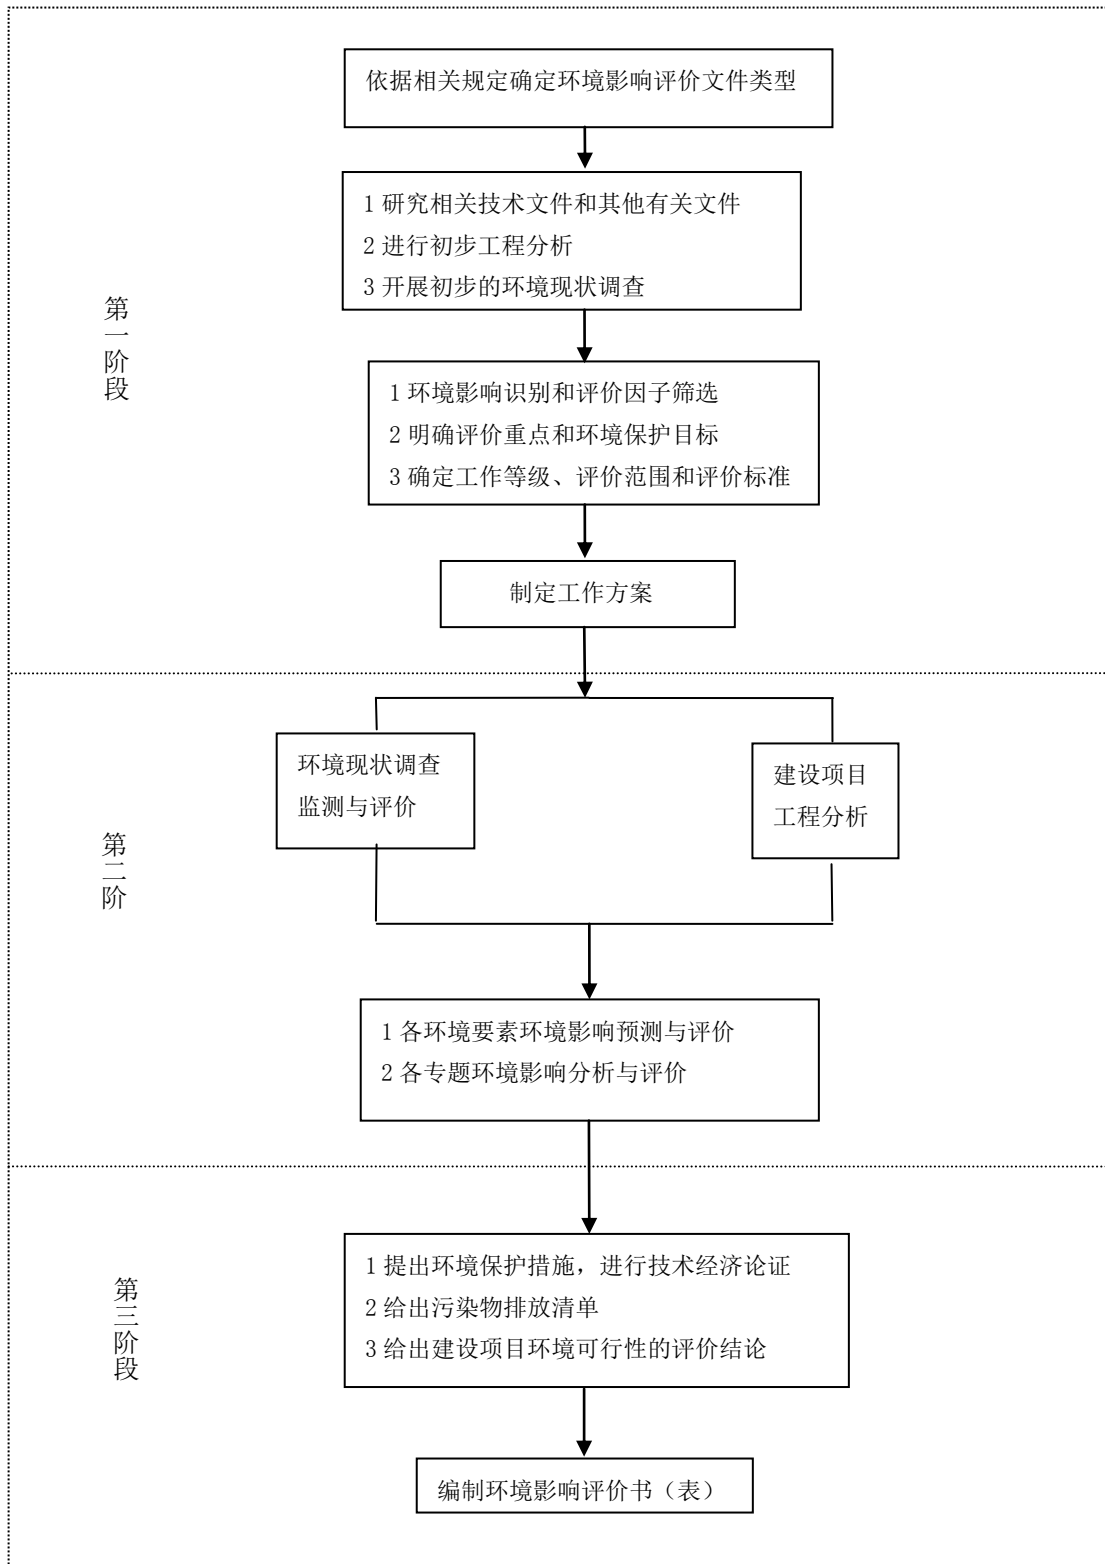 依据相关规定确定环境影响评价文件类型
1 研究相关技术文件和其他有关文件
2 进行初步工程分析
3 开展初步的环境现状调查
第一阶段
1 环境影响识别和评价因子筛选
2 明确评价重点和环境保护目标
3 确定工作等级、评价范围和评价标准
制定工作方案
环境现状调查
监测与评价
建设项目
工程分析
第二阶
1 各环境要素环境影响预测与评价
2 各专题环境影响分析与评价
第三阶段
1 提出环境保护措施，进行技术经济论证
2 给出污染物排放清单
3 给出建设项目环境可行性的评价结论
编制环境影响评价书（表）